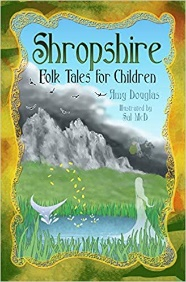 Shropshire
Folk Tales for Children
Amy Douglas
Illustrated by
Sal McD